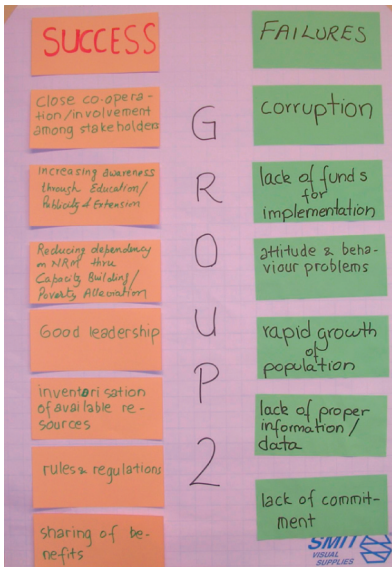 SUCCESS
Close co-opera-
tion/involvement
among stakeholders
Increasing awareness
through Education/
Publicity & Extension
Reducing dependency
on NRM thru
Capacity Building/
Poverty Alleviation
Good leadership
inventorisation
of available re-
sources
rules & regulations
sharing of be-
nefits
G
R
O
U
P
2
FAILURES
corruption
lack of funds
for
implementation
attitude & beha-
viour problems
rapid growth
of
population
lack of proper
information/
data
lack of commit-
ment
SMIT
VISUAL
SUPPLIES